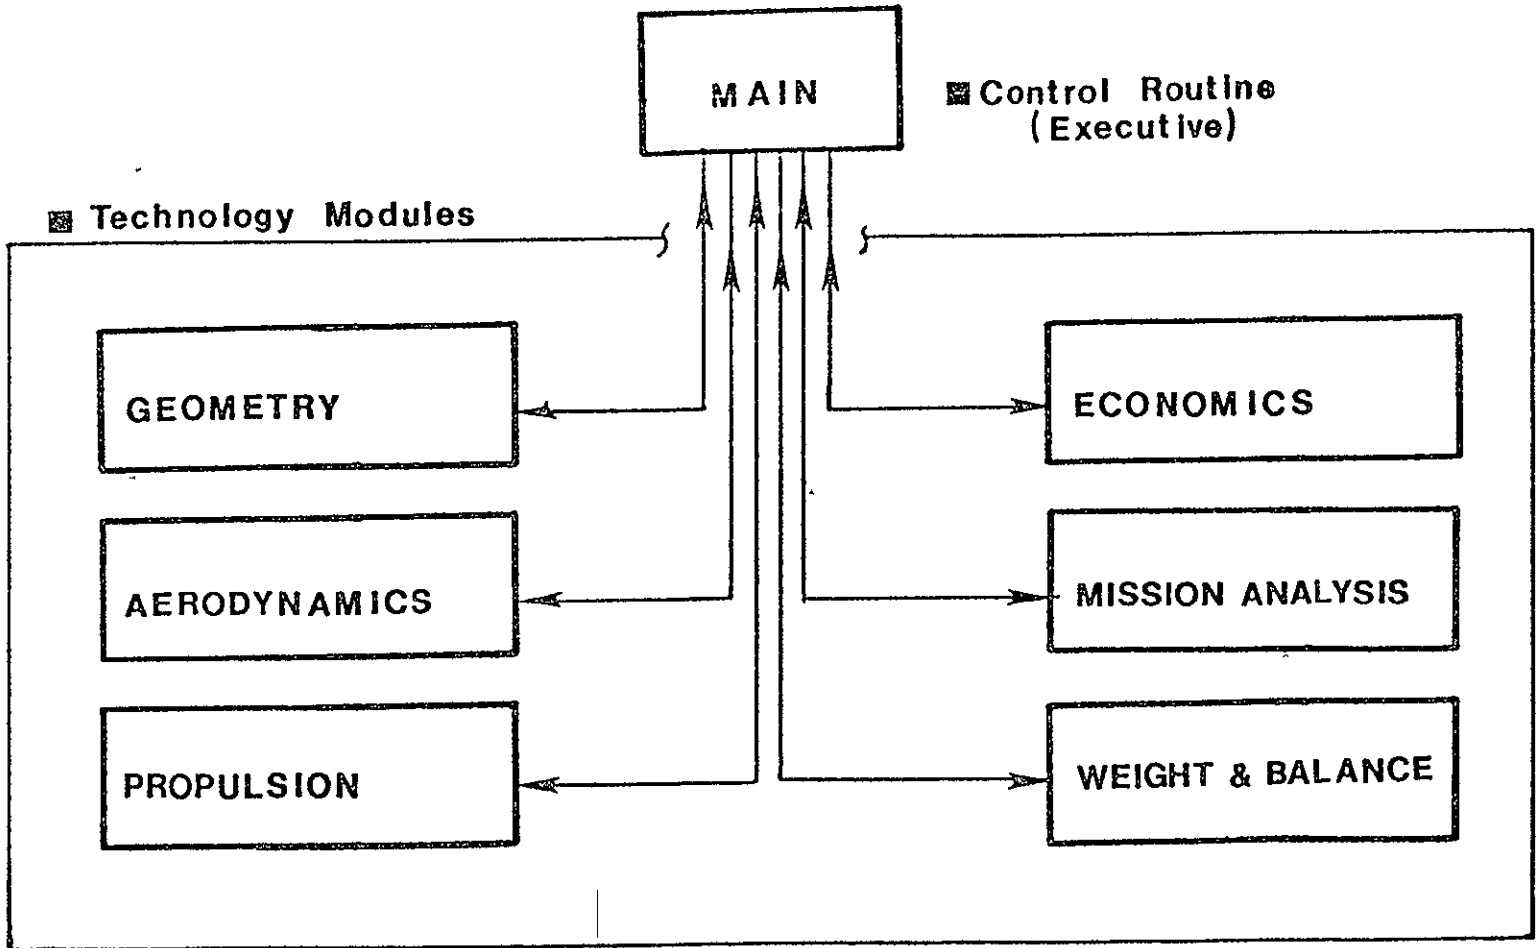 MAIN
Control Routine
(Executive)
Technology Modules
GEOMETRY
ECONOMICS
AERODYNAMICS
MISSION ANALYSIS
PROPULSION
WEIGHT & BALANCE